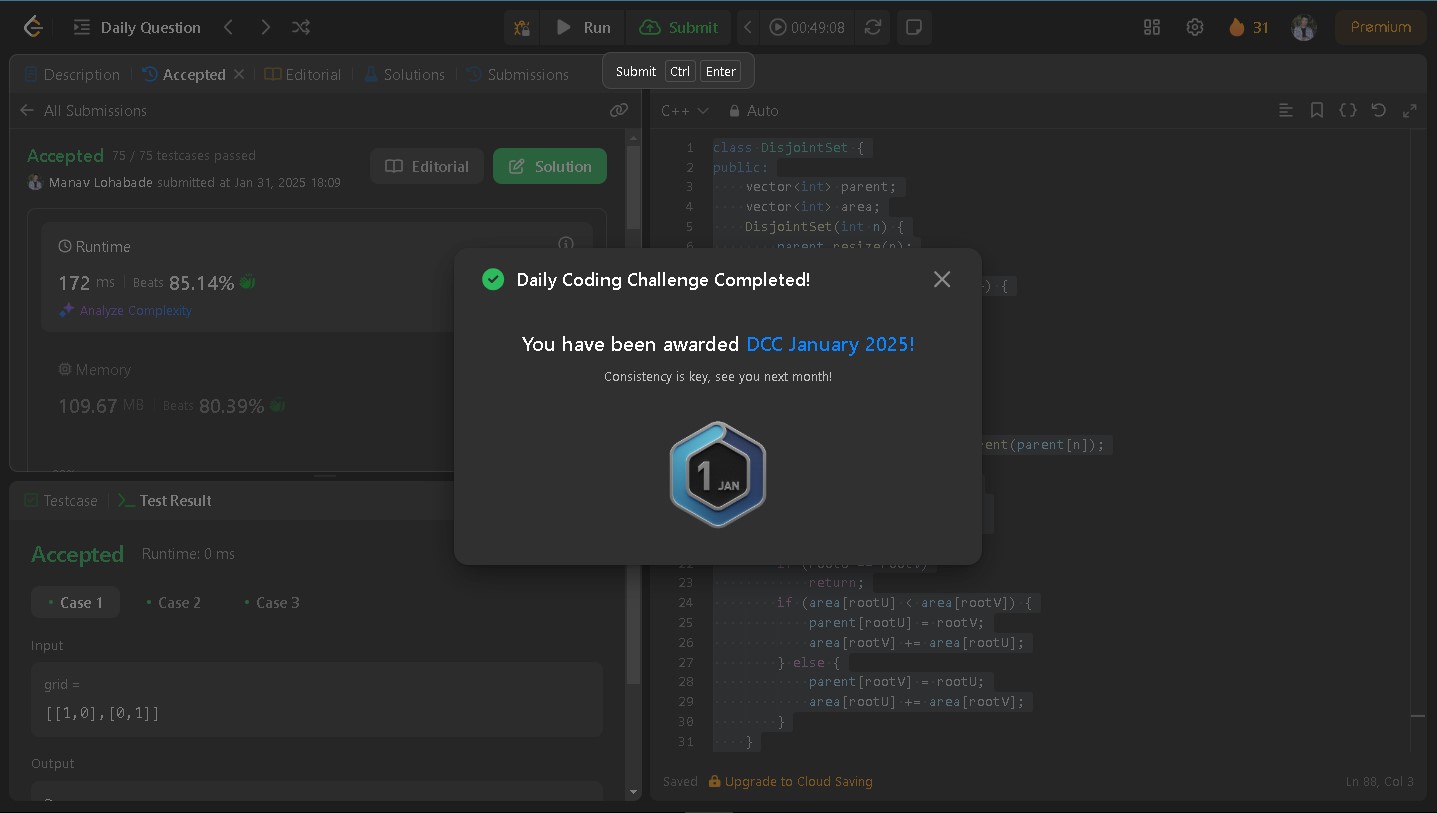 Daily Question
Run
Submit
00:49:08
31
Premium
Description
Accepted
Editorial
Solutions
Submissions
Submit Ctrl Enter
All Submissions
Accepted 75 / 75 testcases passed
Manav Lohabade submitted at Jan 31, 2025 18:09
Editorial
Solution
Runtime
172 ms Beats 85.14%
Analyze Complexity
Memory
109.67 MB Beats 80.39%
Testcase
Test Result
Accepted Runtime: 0 ms
Case 1
Case 2
Case 3
Input
grid =
[[1,0],[0,1]]
Output
C++ Auto
1 class DisjointSet {
2 public:
3 vector<int> parent;
4 vector<int> area;
5 DisjointSet(int n) {
6 parent.resize(n);
) {
ent(parent[n]);
22 if (rootU == rootV)
23 return;
24 if (area[rootU] < area[rootV]) {
25 parent[rootU] = rootV;
26 area[rootV] += area[rootU];
27 } else {
28 parent[rootV] = rootU;
29 area[rootU] += area[rootV];
30 }
31 }
Saved Upgrade to Cloud Saving
Ln 88, Col 3
Daily Coding Challenge Completed!
You have been awarded DCC January 2025!
Consistency is key, see you next month!
1 JAN